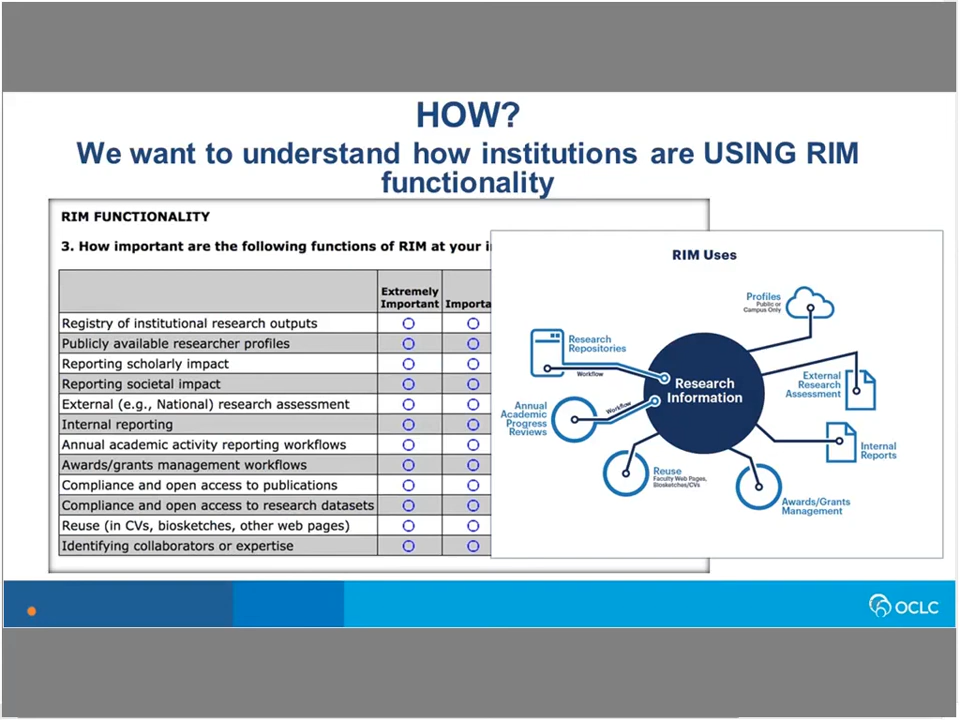 HOW?
We want to understand how institutions are USING RIM
functionality
RIM FUNCTIONALITY
3. How important are the following functions of RIM at your
Extremely
Important
Registry of institutional research outputs
Publicly available researcher profiles
Reporting scholarly impact
Reporting societal impact
External (e.g., National) research assessment
Internal reporting
Annual academic activity reporting workflows
Awards/grants management workflows
Compliance and open access to publications
Compliance and open access to research datasets
Reuse (in CVs, biosketches, other web pages)
Identifying collaborators or expertise
RIM Uses
Profiles
Public or
Campus Only
Research
Repositories
Workflow
Research
Information
External
Research
Assessment
Annual
Academic
Progress
Reviews
Workflow
Internal
Reports
Reuse
Faculty Web Pages,
Biosketches/CVs
Awards/Grants
Management
OCLC